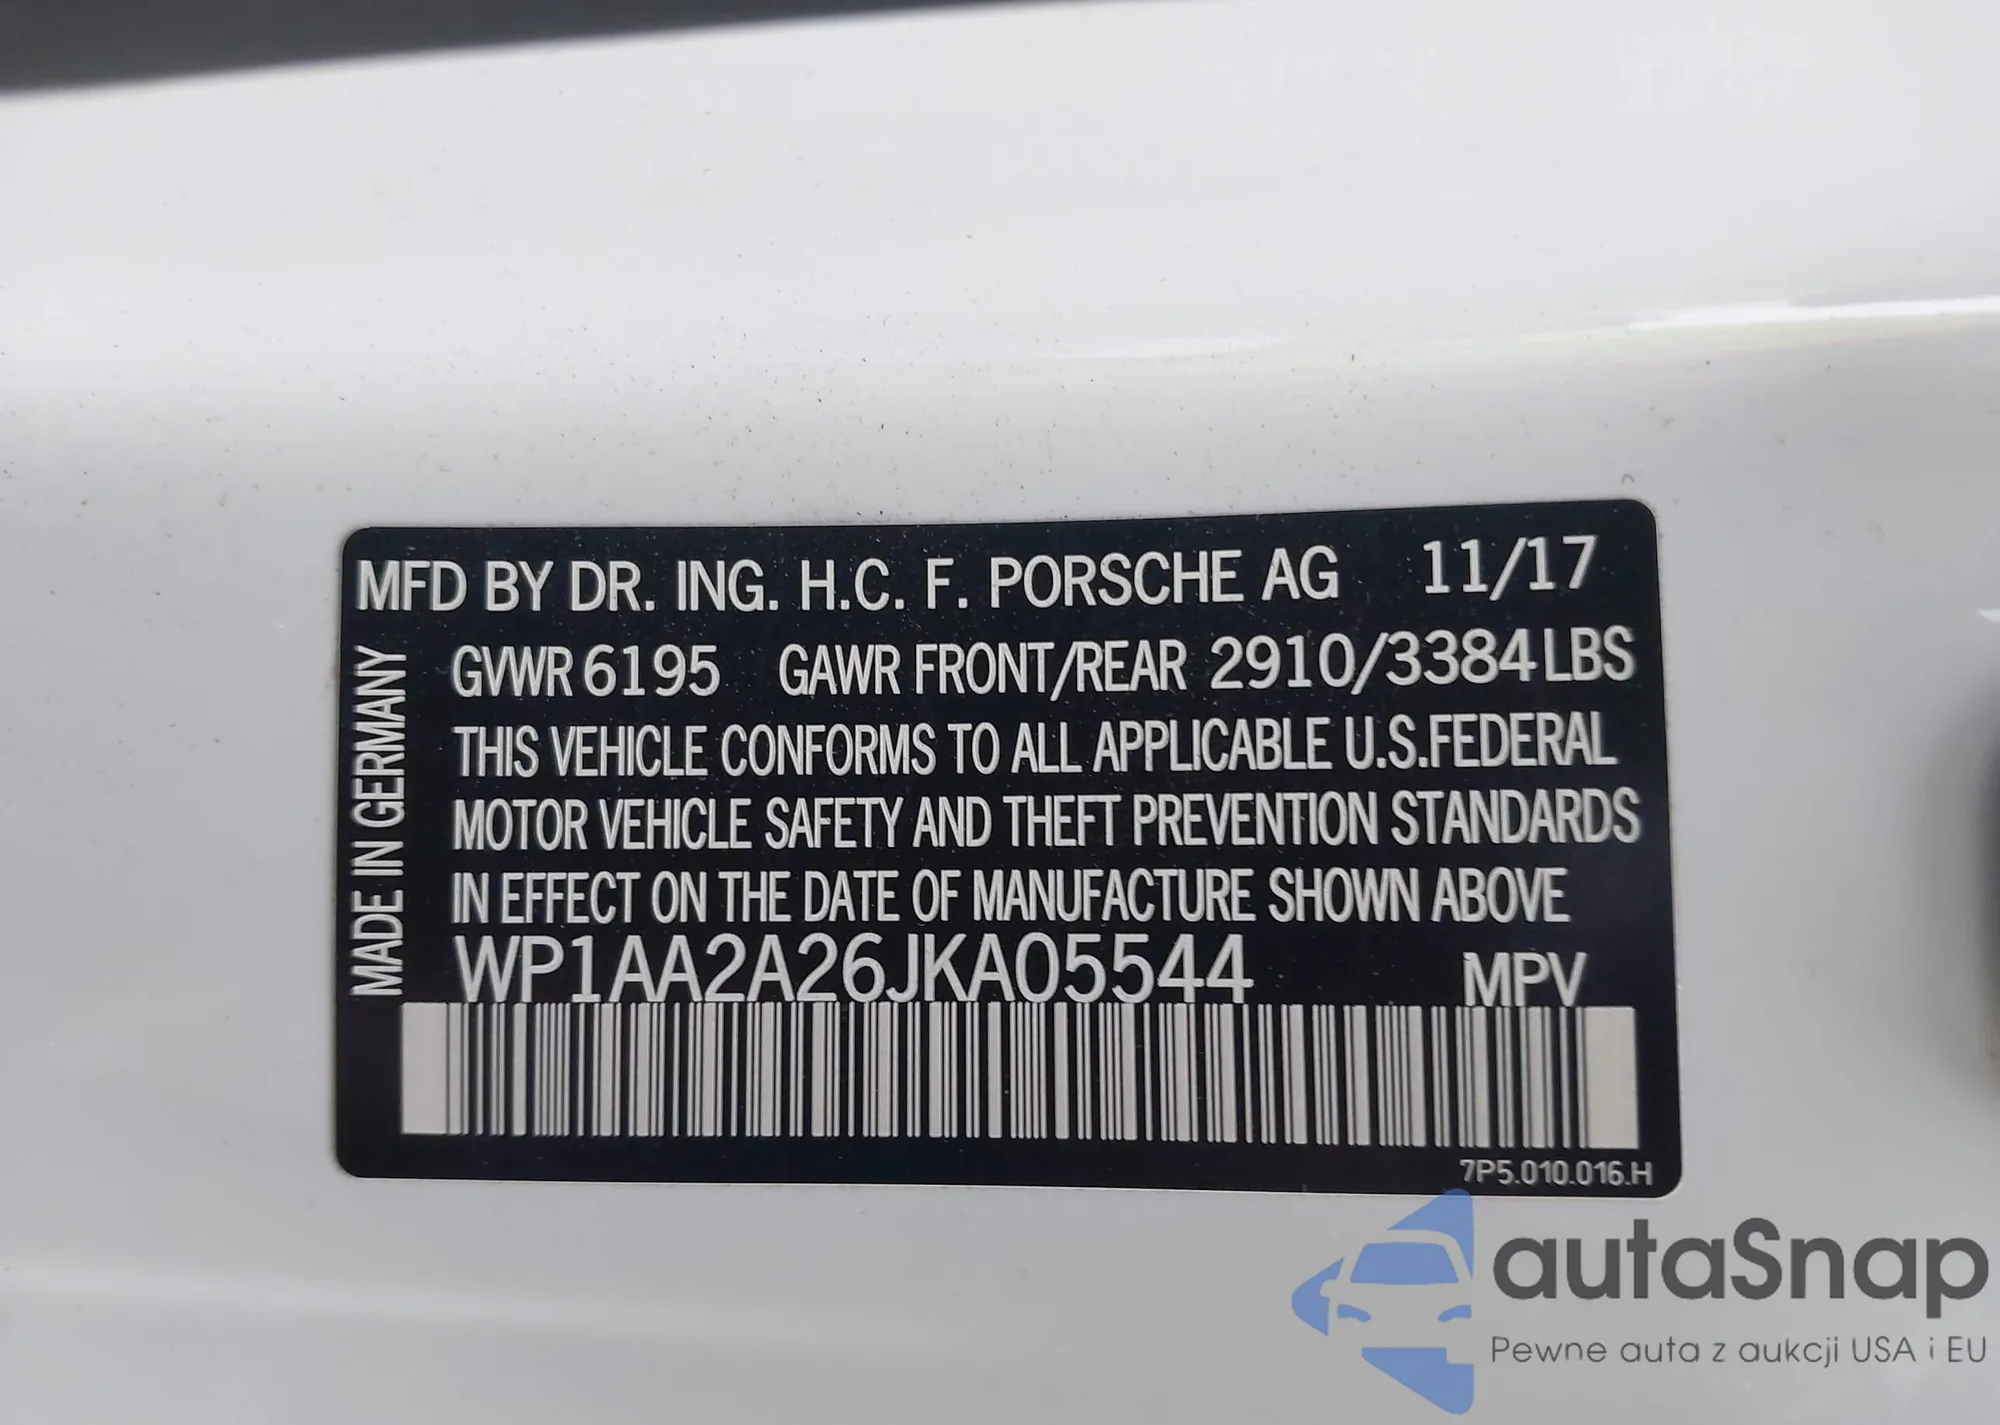 MFD BY DR. ING. H.C. F. PORSCHE AG 11/17
GVWR 6195 GAWR FRONT/REAR 2910/3384 LBS
THIS VEHICLE CONFORMS TO ALL APPLICABLE U.S.FEDERAL
MOTOR VEHICLE SAFETY AND THEFT PREVENTION STANDARDS
IN EFFECT ON THE DATE OF MANUFACTURE SHOWN ABOVE
WP1AA2A26JKA05544 MPV
MADE IN GERMANY
7P5.010.016.H
autaSnap
Pewne auta z aukcji USA i EU